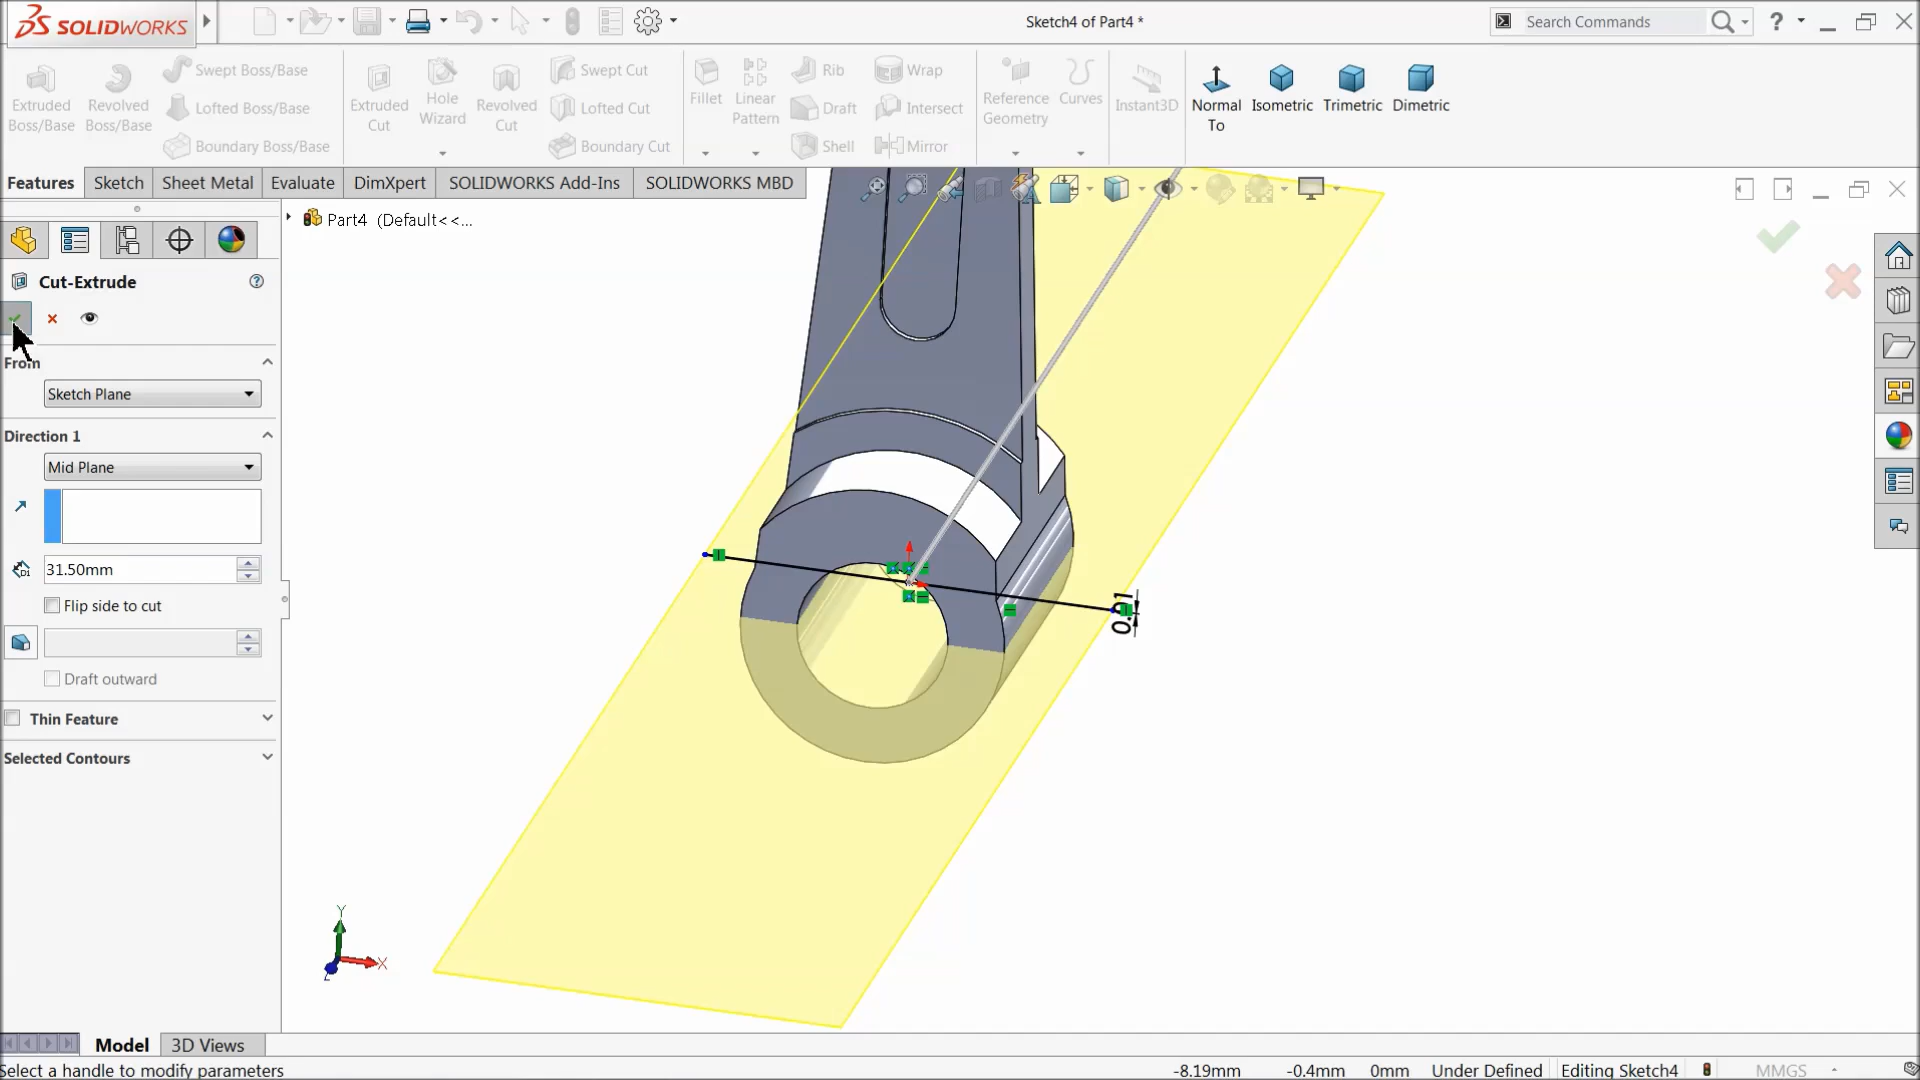 SOLIDWORKS
Sketch4 of Part4 *
Search Commands
?
Extruded Boss/Base
Revolved Boss/Base
Swept Boss/Base
Lofted Boss/Base
Boundary Boss/Base
Extruded Cut
Hole Wizard
Revolved Cut
Swept Cut
Lofted Cut
Boundary Cut
Fillet
Linear Pattern
Rib
Draft
Shell
Wrap
Intersect
Mirror
Reference Geometry
Curves
Instant3D
Normal To
Isometric
Trimetric
Dimetric
Features
Sketch
Sheet Metal
Evaluate
DimXpert
SOLIDWORKS Add-Ins
SOLIDWORKS MBD
Part4 (Default<<...
Cut-Extrude
From
Sketch Plane
Direction 1
Mid Plane
31.50mm
Flip side to cut
Draft outward
Thin Feature
Selected Contours
0.01
Y
X
Z
Model
3D Views
Select a handle to modify parameters
-8.19mm
-0.4mm
0mm
Under Defined
Editing Sketch4
MMGS